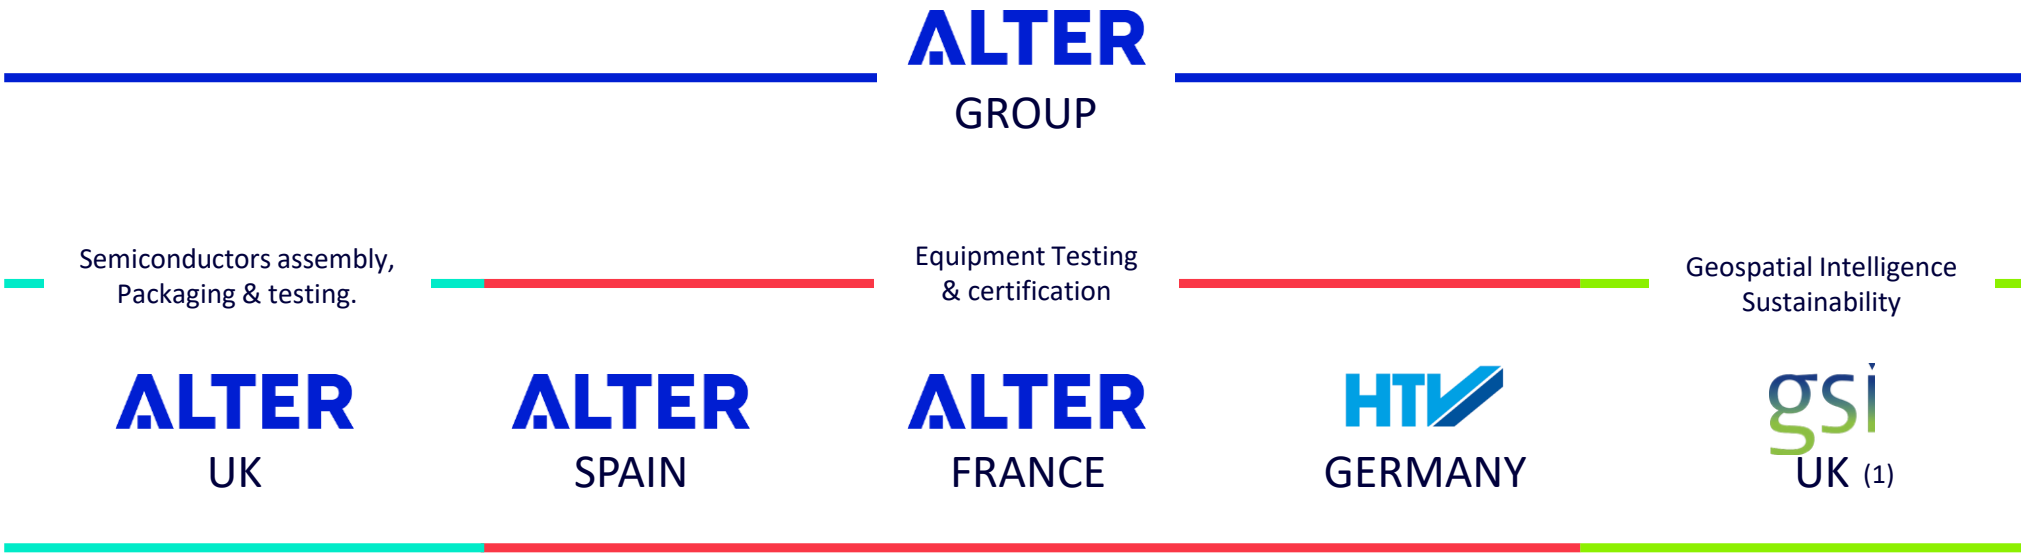 ALTER
GROUP
Semiconductors assembly,
Packaging & testing.
Equipment Testing
& certification
Geospatial Intelligence
Sustainability
ALTER
UK
ALTER
SPAIN
ALTER
FRANCE
HTV
GERMANY
gsi
UK (1)